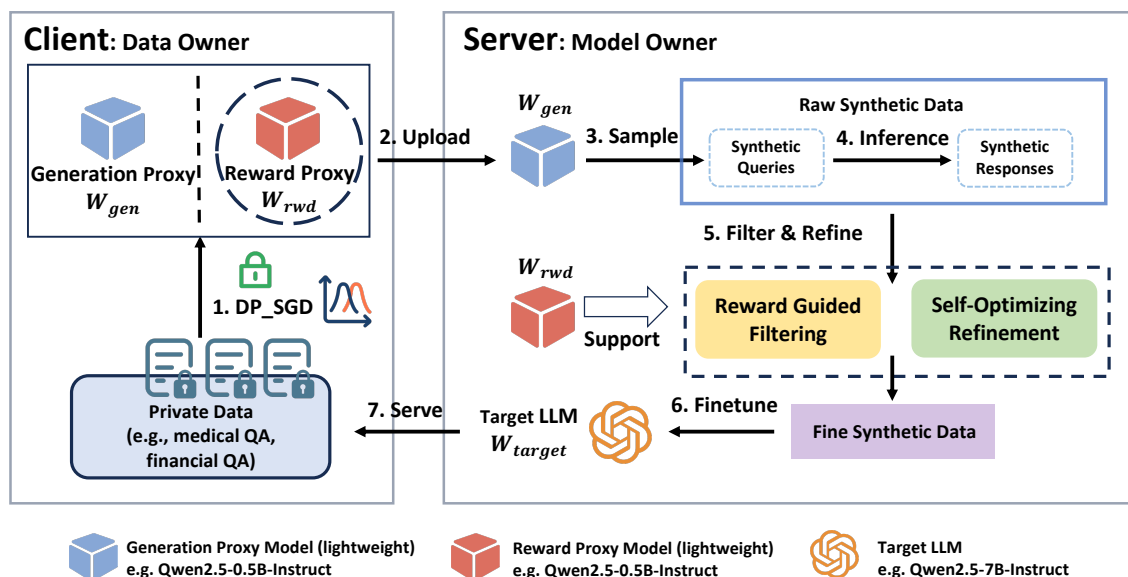 Client: Data Owner
Generation Proxy
W_gen
Reward Proxy
W_rwd
1. DP_SGD
Private Data
(e.g., medical QA,
financial QA)
2. Upload
7. Serve
Server: Model Owner
W_gen
3. Sample
Raw Synthetic Data
Synthetic
Queries
4. Inference
Synthetic
Responses
5. Filter & Refine
W_rwd
Support
Reward Guided
Filtering
Self-Optimizing
Refinement
Target LLM
W_target
6. Finetune
Fine Synthetic Data
Generation Proxy Model (lightweight)
e.g. Qwen2.5-0.5B-Instruct
Reward Proxy Model (lightweight)
e.g. Qwen2.5-0.5B-Instruct
Target LLM
e.g. Qwen2.5-7B-Instruct